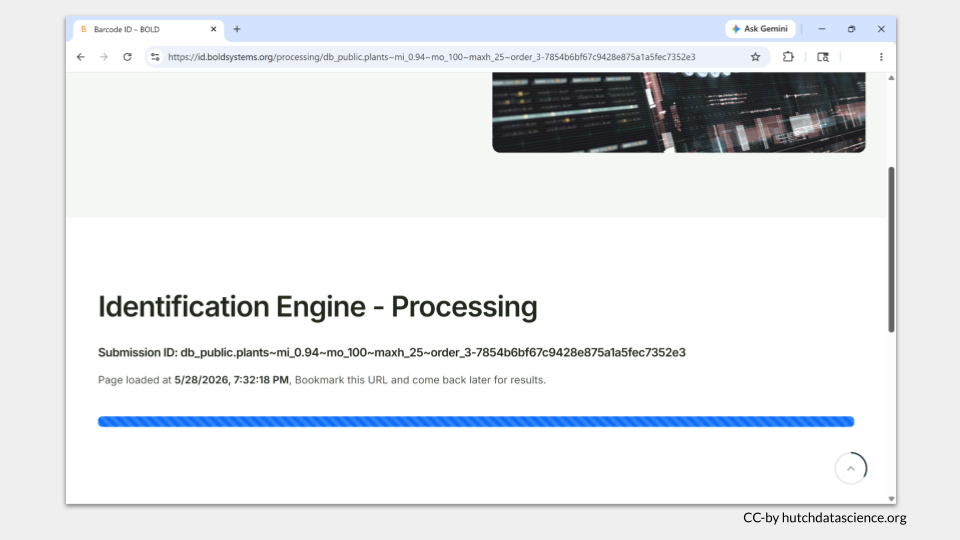 B Barcode ID – BOLD
Ask Gemini
https://id.boldsystems.org/processing/db_public.plants~mi_0.94~mo_100~maxh_25~order_3-7854b6bf67c9428e875a1a5fec7352e3
Identification Engine - Processing
Submission ID: db_public.plants~mi_0.94~mo_100~maxh_25~order_3-7854b6bf67c9428e875a1a5fec7352e3
Page loaded at 5/28/2026, 7:32:18 PM, Bookmark this URL and come back later for results.
CC-by hutchdatascience.org